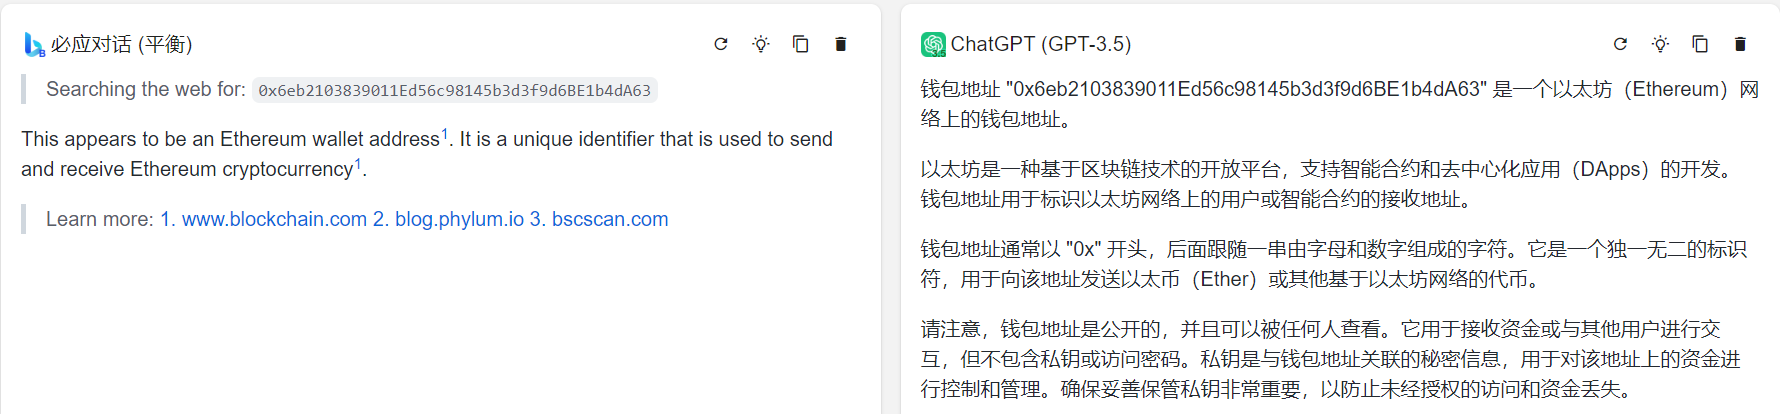 必应对话 (平衡)
Searching the web for: 0x6eb2103839011Ed56c98145b3d3f9d6BE1b4dA63
This appears to be an Ethereum wallet address1. It is a unique identifier that is used to send
and receive Ethereum cryptocurrency1.
Learn more: 1. www.blockchain.com 2. blog.phylum.io 3. bscscan.com
ChatGPT (GPT-3.5)
钱包地址 "0x6eb2103839011Ed56c98145b3d3f9d6BE1b4dA63" 是一个以太坊（Ethereum）网
络上的钱包地址。
以太坊是一种基于区块链技术的开放平台，支持智能合约和去中心化应用（DApps）的开发。
钱包地址用于标识以太坊网络上的用户或智能合约的接收地址。
钱包地址通常以 "0x" 开头，后面跟随一串由字母和数字组成的字符。它是一个独一无二的标识
符，用于向该地址发送以太币（Ether）或其他基于以太坊网络的代币。
请注意，钱包地址是公开的，并且可以被任何人查看。它用于接收资金或与其他用户进行交
互，但不包含私钥或访问密码。私钥是与钱包地址关联的秘密信息，用于对该地址上的资金进
行控制和管理。确保妥善保管私钥非常重要，以防止未经授权的访问和资金丢失。